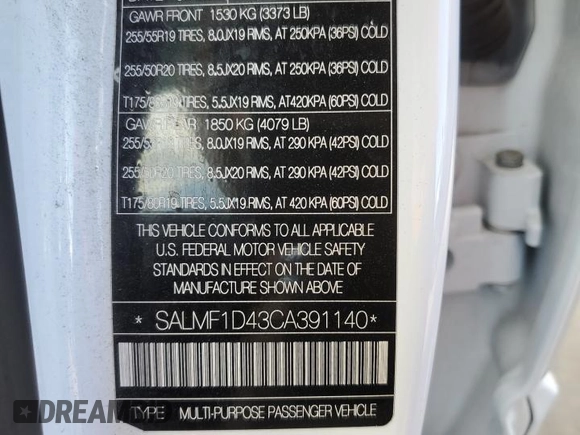 GAWR FRONT 1530 KG (3373 LB)
255/55R19 TIRES, 8.0JX19 RIMS, AT 250KPA (36PSI) COLD
255/50R20 TIRES, 8.5JX20 RIMS, AT 250KPA (36PSI) COLD
T175/80R19 TIRES, 5.5JX19 RIMS, AT420KPA (60PSI) COLD
1850 KG (4079 LB)
TIRES, 8.0JX19 RIMS, AT 290 KPA (42PSI) COLD
TIRES, 8.5JX20 RIMS, AT 290 KPA (42PSI) COLD
T175/80R19 TIRES, 5.5JX19 RIMS, AT 420 KPA (60PSI) COLD
THIS VEHICLE CONFORMS TO ALL APPLICABLE
U.S. FEDERAL MOTOR VEHICLE SAFETY
STANDARDS IN EFFECT ON THE DATE OF
MANUFACTURE SHOWN ABOVE
* SALMF1D43CA391140 *
TYPE MULTI-PURPOSE PASSENGER VEHICLE